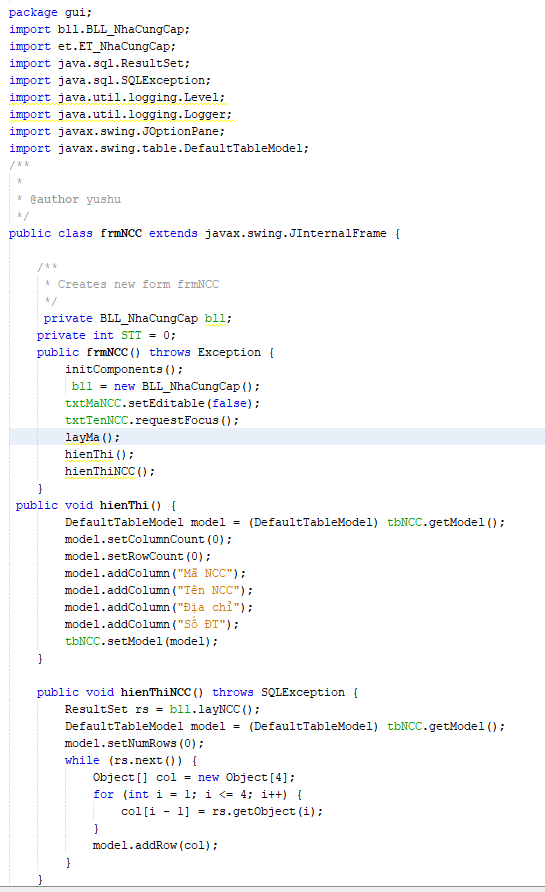 package gui;
import bll.BLL_NhaCungCap;
import et.ET_NhaCungCap;
import java.sql.ResultSet;
import java.sql.SQLException;
import java.util.logging.Level;
import java.util.logging.Logger;
import javax.swing.JOptionPane;
import javax.swing.table.DefaultTableModel;
/**
 *
 * @author yushu
 */
public class frmNCC extends javax.swing.JInternalFrame {

    /**
     * Creates new form frmNCC
     */
     private BLL_NhaCungCap bll;
    private int STT = 0;
    public frmNCC() throws Exception {
        initComponents();
         bll = new BLL_NhaCungCap();
        txtMaNCC.setEditable(false);
        txtTenNCC.requestFocus();
        layMa();
        hienThi();
        hienThiNCC();
    }
 public void hienThi() {
        DefaultTableModel model = (DefaultTableModel) tbNCC.getModel();
        model.setColumnCount(0);
        model.setRowCount(0);
        model.addColumn("Mã NCC");
        model.addColumn("Tên NCC");
        model.addColumn("Địa chỉ");
        model.addColumn("Số ĐT");
        tbNCC.setModel(model);
    }

    public void hienThiNCC() throws SQLException {
        ResultSet rs = bll.layNCC();
        DefaultTableModel model = (DefaultTableModel) tbNCC.getModel();
        model.setNumRows(0);
        while (rs.next()) {
            Object[] col = new Object[4];
            for (int i = 1; i <= 4; i++) {
                col[i - 1] = rs.getObject(i);
            }
            model.addRow(col);
        }
    }